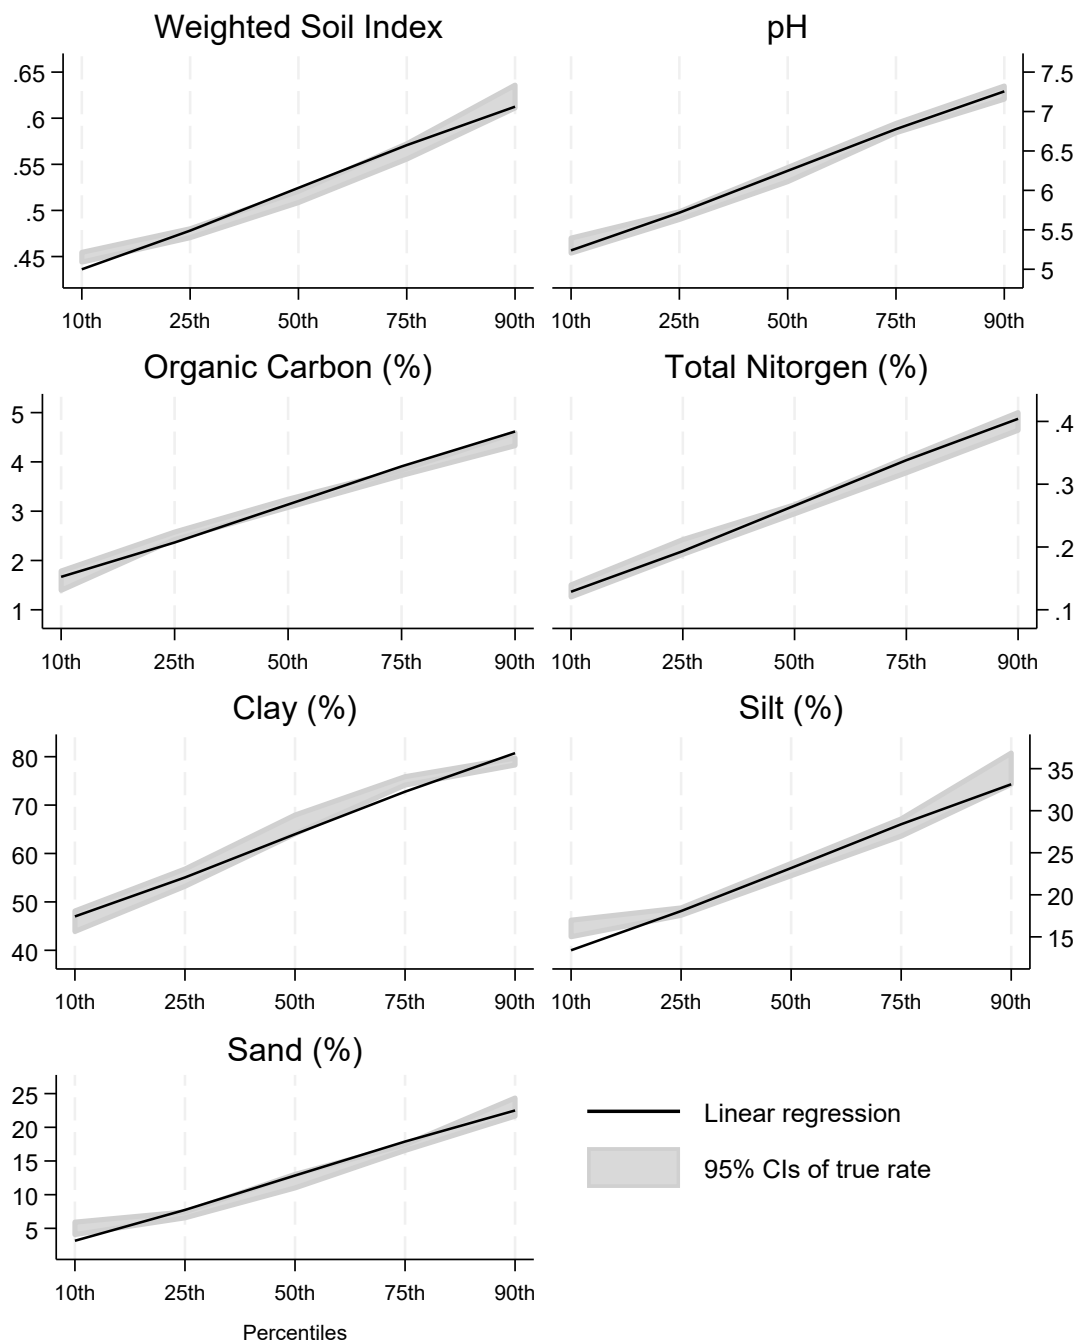 Weighted Soil Index
.65
.6
.55
.5
.45
10th 25th 50th 75th 90th
pH
7.5
7
6.5
6
5.5
5
10th 25th 50th 75th 90th
Organic Carbon (%)
5
4
3
2
1
10th 25th 50th 75th 90th
Total Nitorgen (%)
.4
.3
.2
.1
10th 25th 50th 75th 90th
Clay (%)
80
70
60
50
40
10th 25th 50th 75th 90th
Silt (%)
35
30
25
20
15
10th 25th 50th 75th 90th
Sand (%)
25
20
15
10
5
10th 25th 50th 75th 90th
Percentiles
Linear regression
95% CIs of true rate